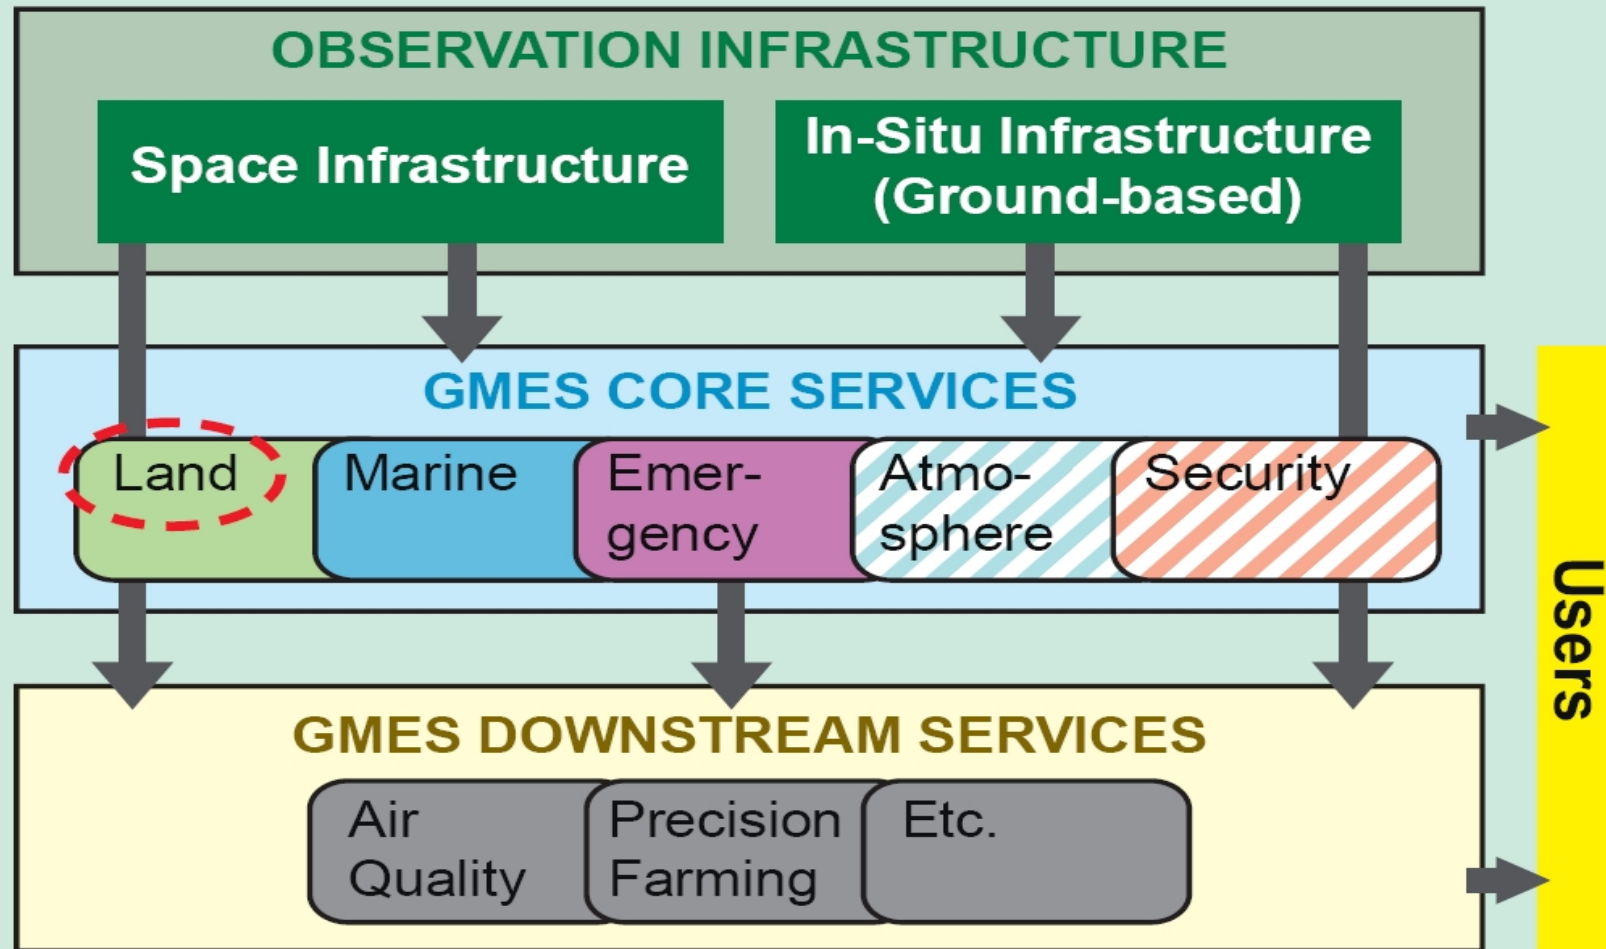 OBSERVATION INFRASTRUCTURE
Space Infrastructure
In-Situ Infrastructure
(Ground-based)
GMES CORE SERVICES
Land
Marine
Emer-
gency
Atmo-
sphere
Security
GMES DOWNSTREAM SERVICES
Air
Quality
Precision
Farming
Etc.
Users